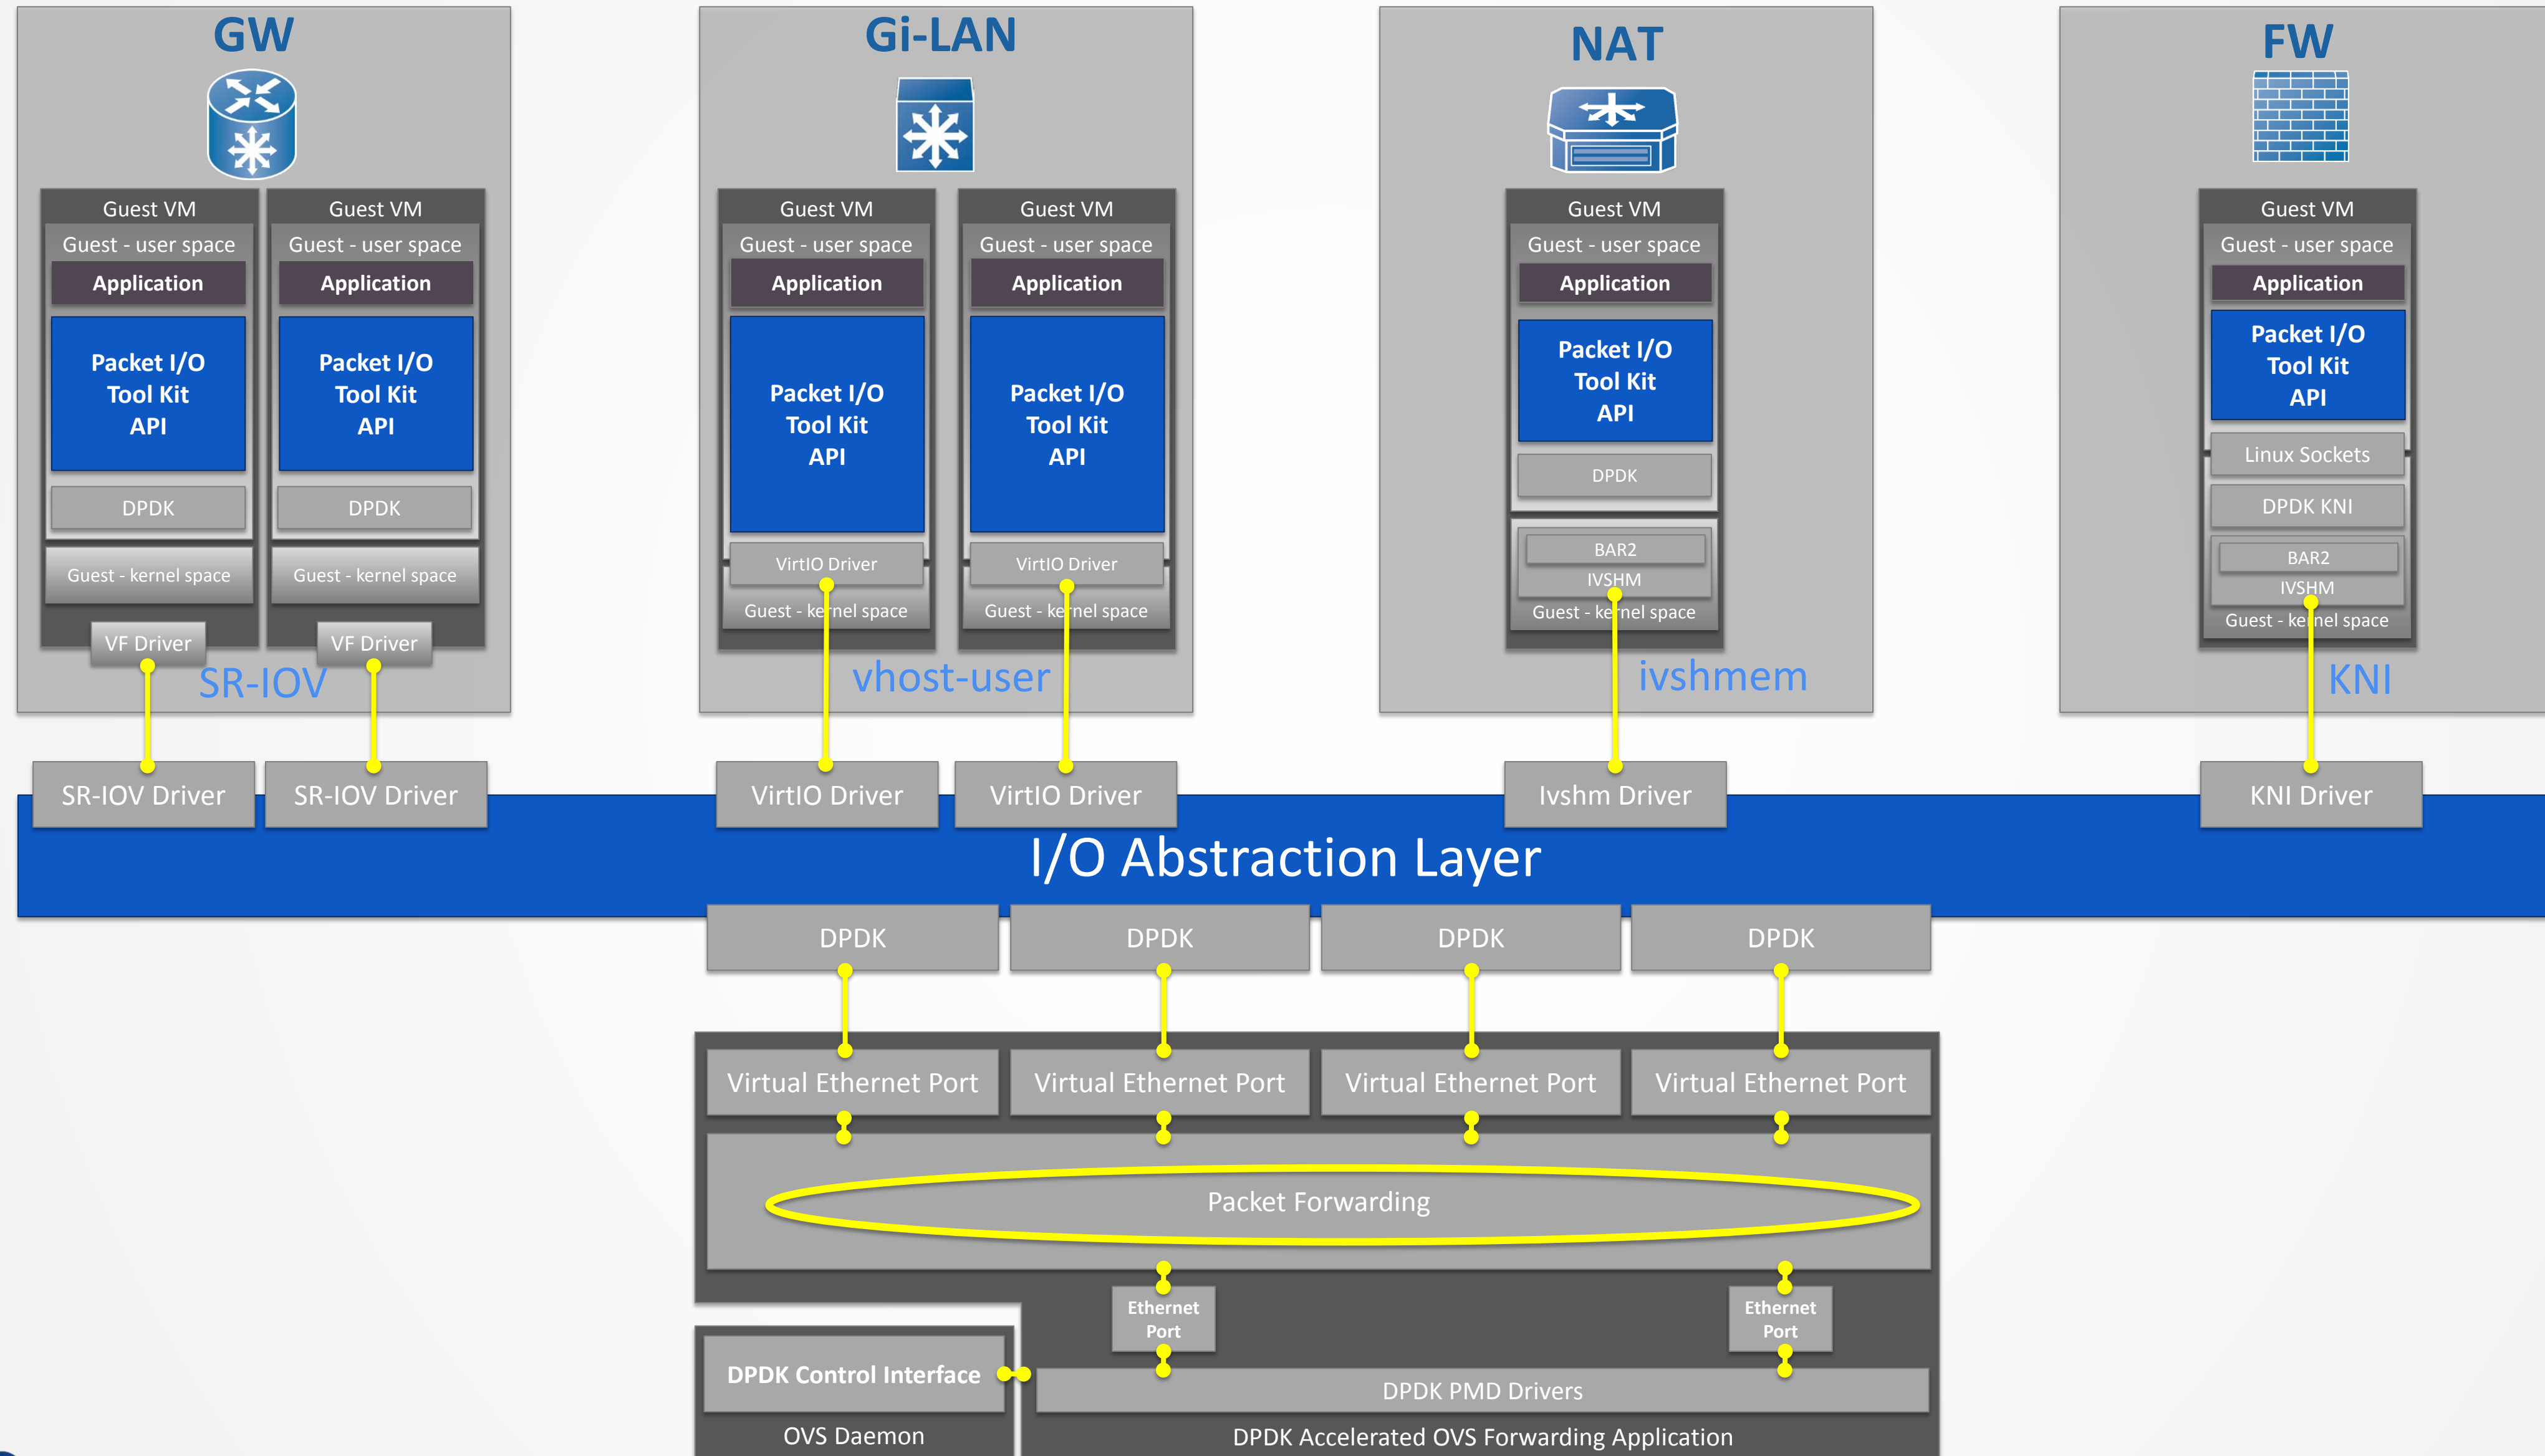 GW
Gi-LAN
NAT
FW
Guest VM
Guest - user space
Application
Packet I/O
Tool Kit
API
DPDK
Guest - kernel space
VF Driver
Guest VM
Guest - user space
Application
Packet I/O
Tool Kit
API
DPDK
Guest - kernel space
VF Driver
SR-IOV
Guest VM
Guest - user space
Application
Packet I/O
Tool Kit
API
VirtIO Driver
Guest - kernel space
Guest VM
Guest - user space
Application
Packet I/O
Tool Kit
API
VirtIO Driver
Guest - kernel space
vhost-user
Guest VM
Guest - user space
Application
Packet I/O
Tool Kit
API
DPDK
BAR2
IVSHM
Guest - kernel space
ivshmem
Guest VM
Guest - user space
Application
Packet I/O
Tool Kit
API
Linux Sockets
DPDK KNI
BAR2
IVSHM
Guest - kernel space
KNI
SR-IOV Driver
SR-IOV Driver
VirtIO Driver
VirtIO Driver
Ivshm Driver
KNI Driver
I/O Abstraction Layer
DPDK
DPDK
DPDK
DPDK
Virtual Ethernet Port
Virtual Ethernet Port
Virtual Ethernet Port
Virtual Ethernet Port
Packet Forwarding
Ethernet
Port
Ethernet
Port
DPDK Control Interface
OVS Daemon
DPDK PMD Drivers
DPDK Accelerated OVS Forwarding Application